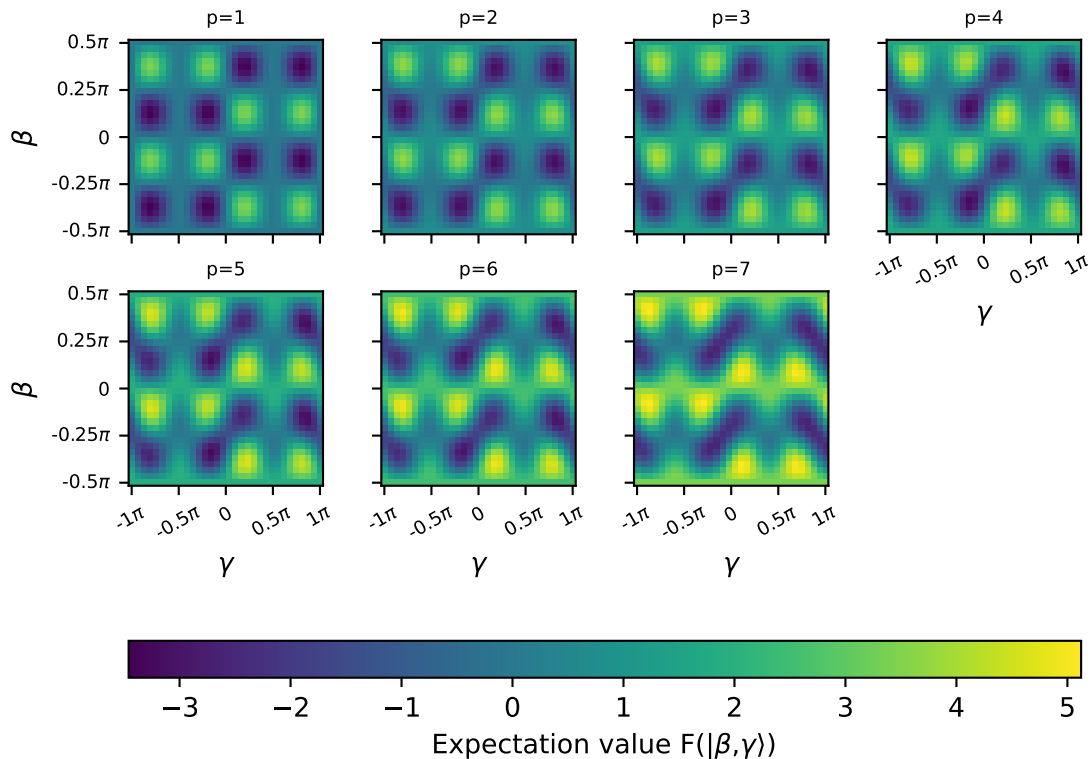 p=1 p=2 p=3 p=4
0.5π
0.25π
0
-0.25π
-0.5π
β
-1π -0.5π 0 0.5π 1π
γ
p=5 p=6 p=7
0.5π
0.25π
0
-0.25π
-0.5π
β
-1π -0.5π 0 0.5π 1π -1π -0.5π 0 0.5π 1π -1π -0.5π 0 0.5π 1π
γ γ γ
−3 −2 −1 0 1 2 3 4 5
Expectation value F(|β,γ⟩)